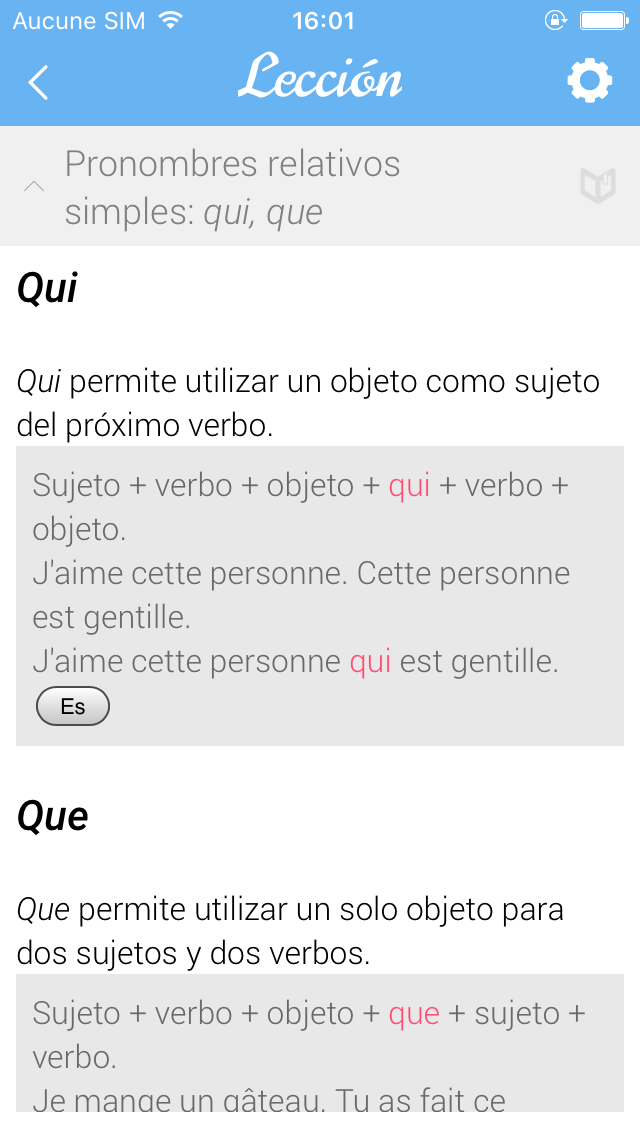 Aucune SIM 16:01
Lección
Pronombres relativos
simples: qui, que
Qui
Qui permite utilizar un objeto como sujeto
del próximo verbo.
Sujeto + verbo + objeto + qui + verbo +
objeto.
J'aime cette personne. Cette personne
est gentille.
J'aime cette personne qui est gentille.
Es
Que
Que permite utilizar un solo objeto para
dos sujetos y dos verbos.
Sujeto + verbo + objeto + que + sujeto +
verbo.
Je mange un gâteau. Tu as fait ce